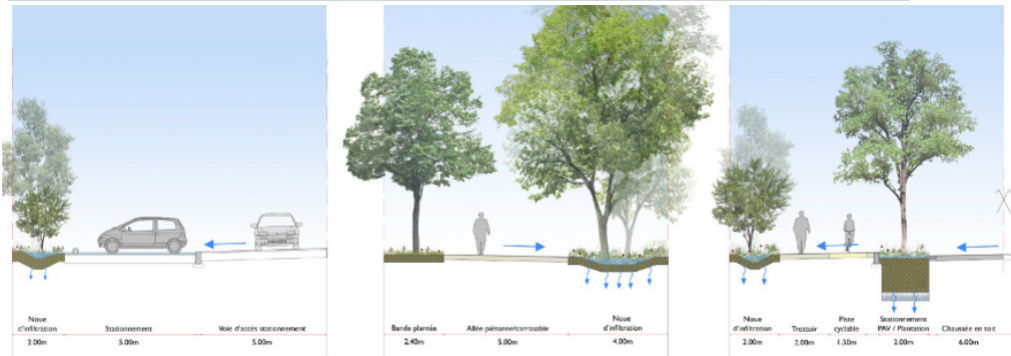 Noue
d'infiltration
2.00m
Stationnement
5.00m
Voie d'accès stationnement
5.00m
Bande plantée
2.40m
Allée piétonne/carrossable
5.00m
Noue
d'infiltration
4.00m
Noue
d'infiltration
2.00m
Trottoir
2.00m
Piste
cyclable
1.50m
Stationnement
PAV / Plantation
2.00m
Chaussée en toit
6.00m